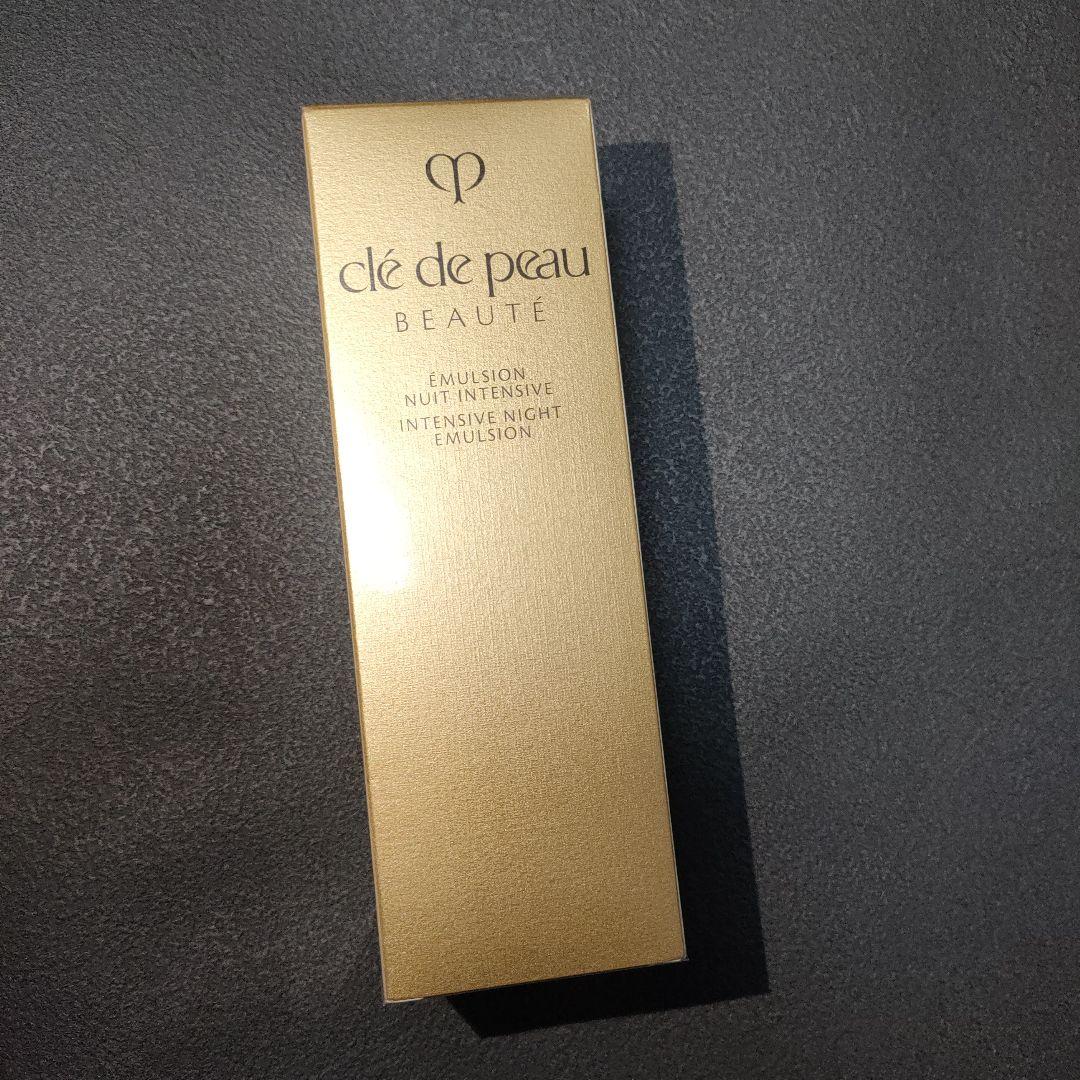 clé de peau
BEAUTÉ
ÉMULSION
NUIT INTENSIVE
INTENSIVE NIGHT
EMULSION